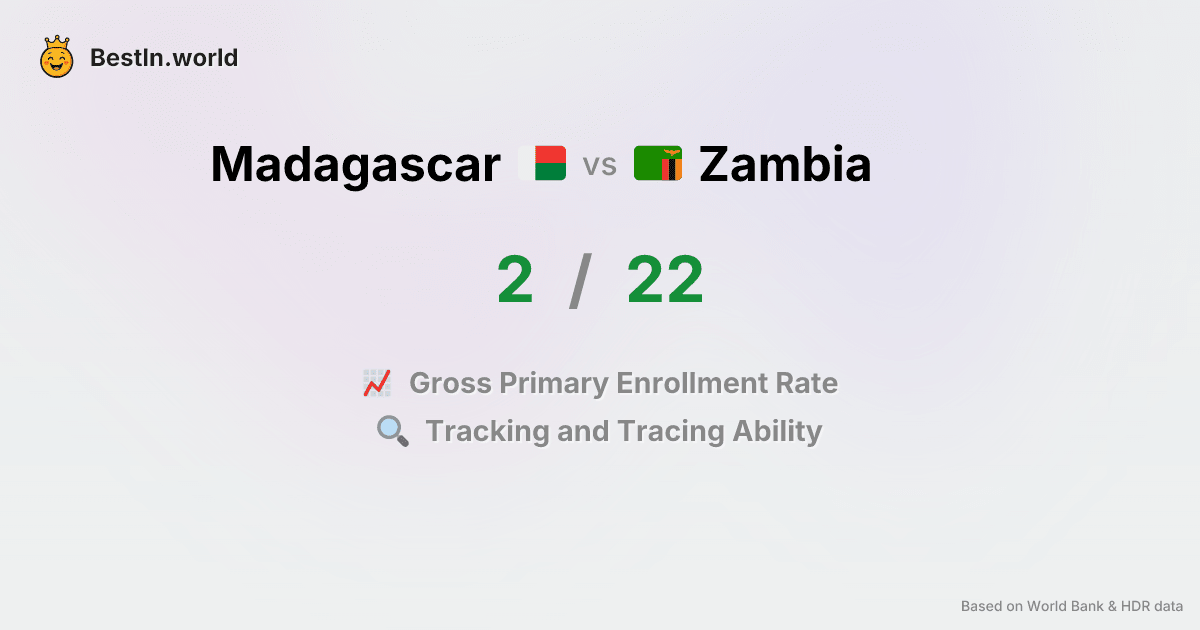 BestIn.world
Madagascar vs Zambia
2 / 22
Gross Primary Enrollment Rate
Tracking and Tracing Ability
Based on World Bank & HDR data